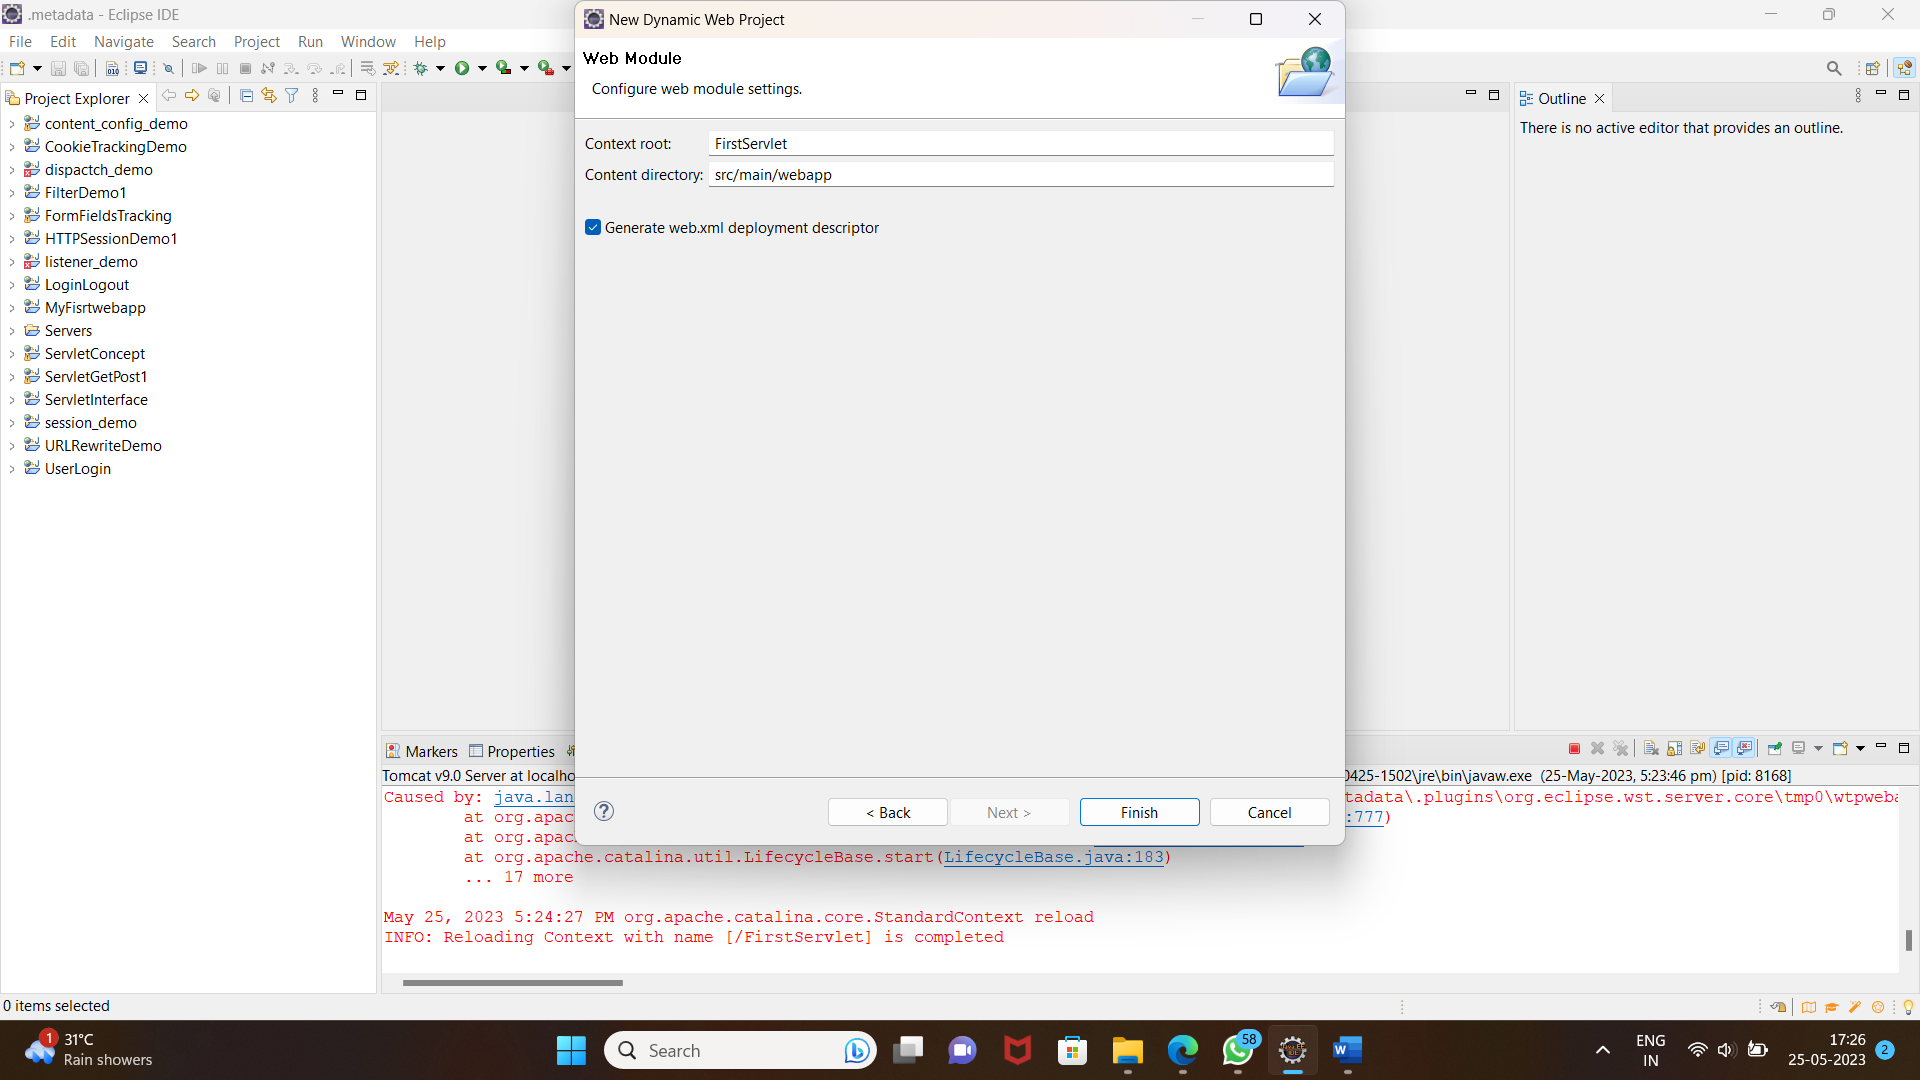 .metadata - Eclipse IDE
File Edit Navigate Search Project Run Window Help
Project Explorer
content_config_demo
CookieTrackingDemo
dispactch_demo
FilterDemo1
FormFieldsTracking
HTTPSessionDemo1
listener_demo
LoginLogout
MyFisrtwebapp
Servers
ServletConcept
ServletGetPost1
ServletInterface
session_demo
URLRewriteDemo
UserLogin
New Dynamic Web Project
Web Module
Configure web module settings.
Context root: FirstServlet
Content directory: src/main/webapp
Generate web.xml deployment descriptor
< Back Next > Finish Cancel
Outline
There is no active editor that provides an outline.
Markers Properties
Tomcat v9.0 Server at localho 0425-1502\jre\bin\javaw.exe (25-May-2023, 5:23:46 pm) [pid: 8168]
Caused by: java.lan tadata\.plugins\org.eclipse.wst.server.core\tmp0\wtpweba
at org.apac :777)
at org.apac
at org.apache.catalina.util.LifecycleBase.start(LifecycleBase.java:183)
... 17 more
May 25, 2023 5:24:27 PM org.apache.catalina.core.StandardContext reload
INFO: Reloading Context with name [/FirstServlet] is completed
0 items selected
1
31°C
Rain showers
Search
58
ENG
IN
17:26
25-05-2023
2